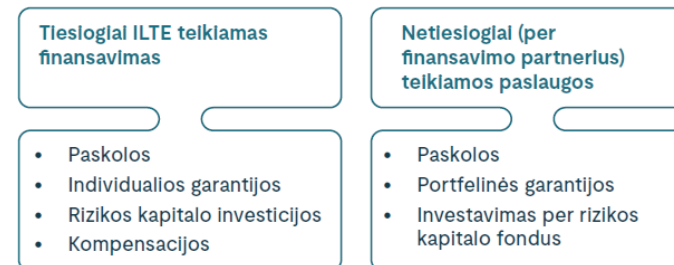 Tiesiogiai ILTE teikiamas
finansavimas
• Paskolos
• Individualios garantijos
• Rizikos kapitalo investicijos
• Kompensacijos
Netiesiogiai (per
finansavimo partnerius)
teikiamos paslaugos
• Paskolos
• Portfelinės garantijos
• Investavimas per rizikos
kapitalo fondus